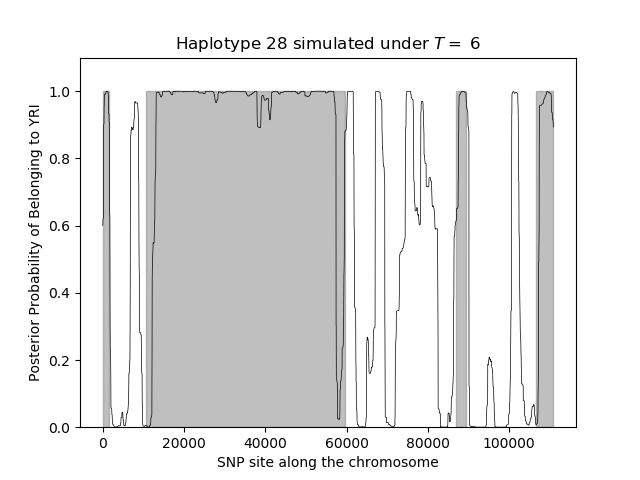 Haplotype 28 simulated under T = 6
Posterior Probability of Belonging to YRI
1.0
0.8
0.6
0.4
0.2
0.0
0 20000 40000 60000 80000 100000
SNP site along the chromosome